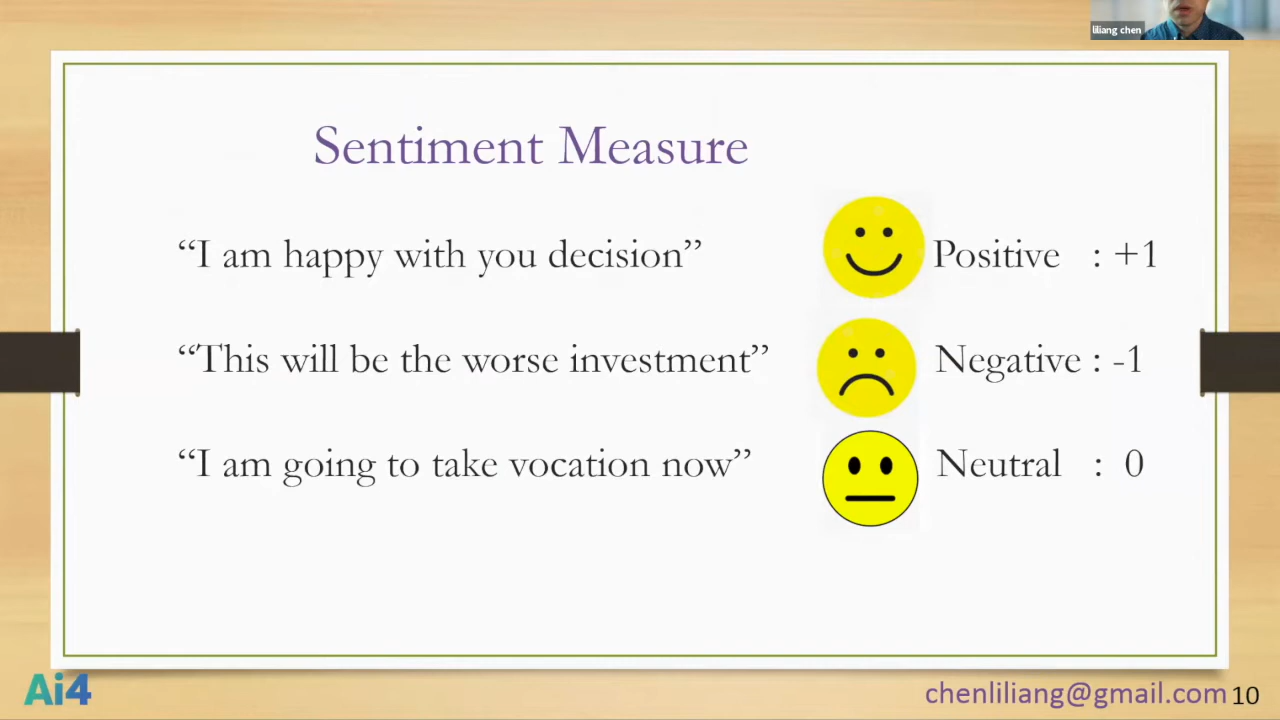 liliang chen
Sentiment Measure
“I am happy with you decision” Positive : +1
“This will be the worse investment” Negative : -1
“I am going to take vocation now” Neutral : 0
Ai4
chenliliang@gmail.com 10